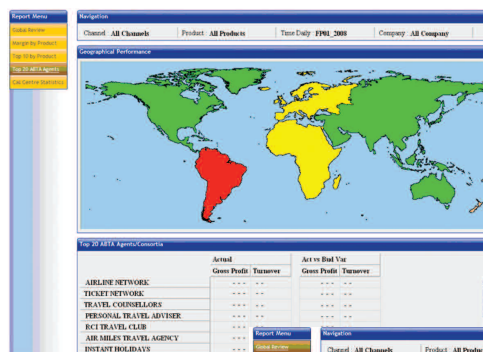 Report Menu
Global Review
Margin by Product
Top 10 by Product
Top 20 ABTA Agents
Call Centre Statistics
Navigation
Channel All Channels Product All Products Time Daily FP01_2008 Company All Company
Geographical Performance
Top 20 ABTA Agents/Consortia
Actual Act vs Bud Var
Gross Profit Turnover Gross Profit Turnover
AIRLINE NETWORK --- -- --- --
TICKET NETWORK --- -- --- --
TRAVEL COUNSELLORS --- -- --- --
PERSONAL TRAVEL ADVISER --- -- --- --
RCI TRAVEL CLUB --- -- --- --
AIR MILES TRAVEL AGENCY ---
INSTANT HOLIDAYS ---
Report Menu
Global Review
Navigation
Channel All Channels Product All Produc